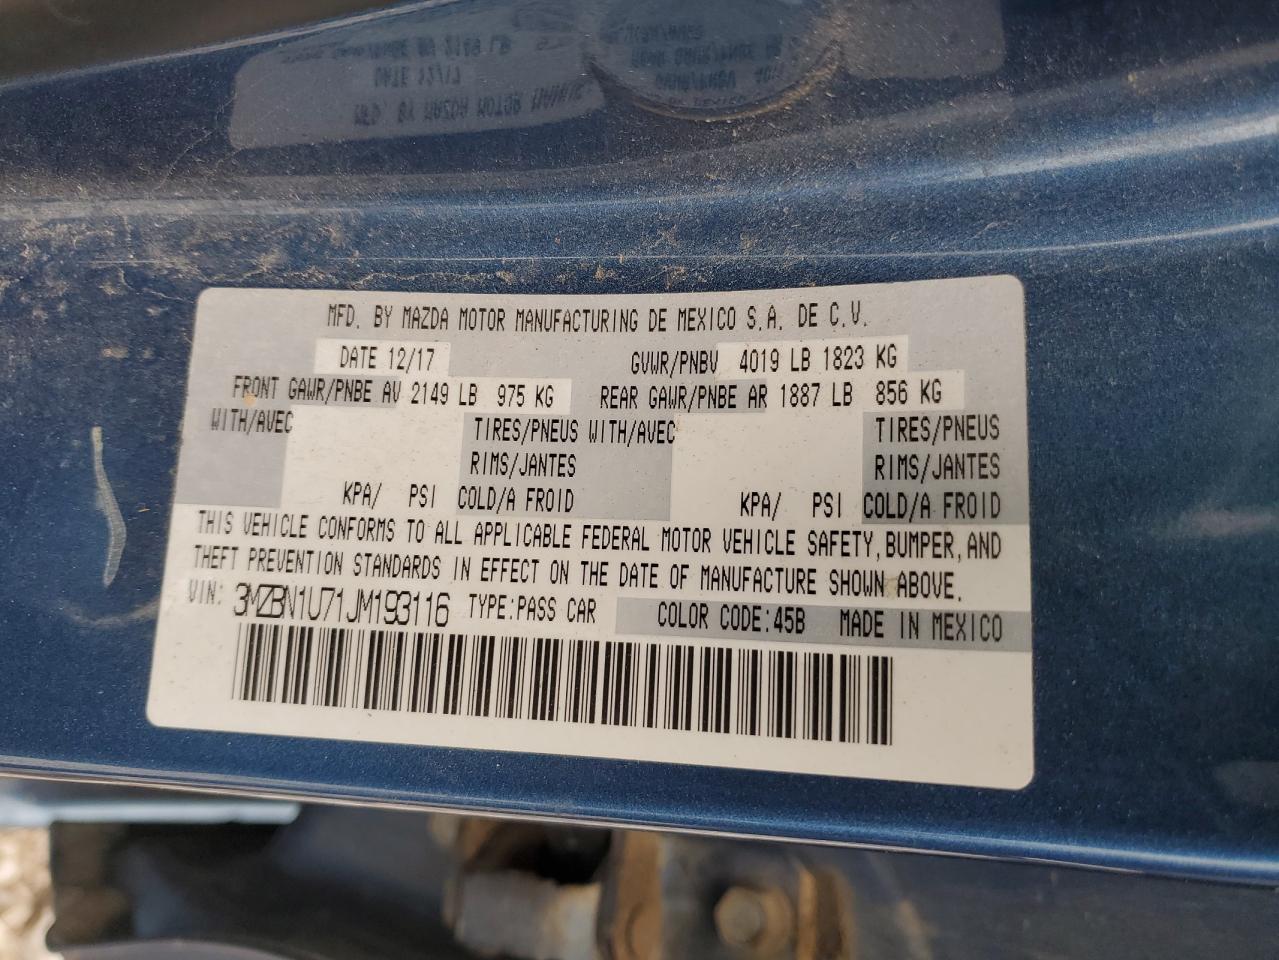 MFD. BY MAZDA MOTOR MANUFACTURING DE MEXICO S.A. DE C.V.
DATE 12/17 GVWR/PNBV 4019 LB 1823 KG
FRONT GAWR/PNBE AV 2149 LB 975 KG REAR GAWR/PNBE AR 1887 LB 856 KG
WITH/AVEC TIRES/PNEUS WITH/AVEC TIRES/PNEUS
RIMS/JANTES RIMS/JANTES
KPA/ PSI COLD/A FROID KPA/ PSI COLD/A FROID
THIS VEHICLE CONFORMS TO ALL APPLICABLE FEDERAL MOTOR VEHICLE SAFETY, BUMPER, AND
THEFT PREVENTION STANDARDS IN EFFECT ON THE DATE OF MANUFACTURE SHOWN ABOVE.
VIN: 3MZBN1U71JM193116 TYPE:PASS CAR COLOR CODE:45B MADE IN MEXICO